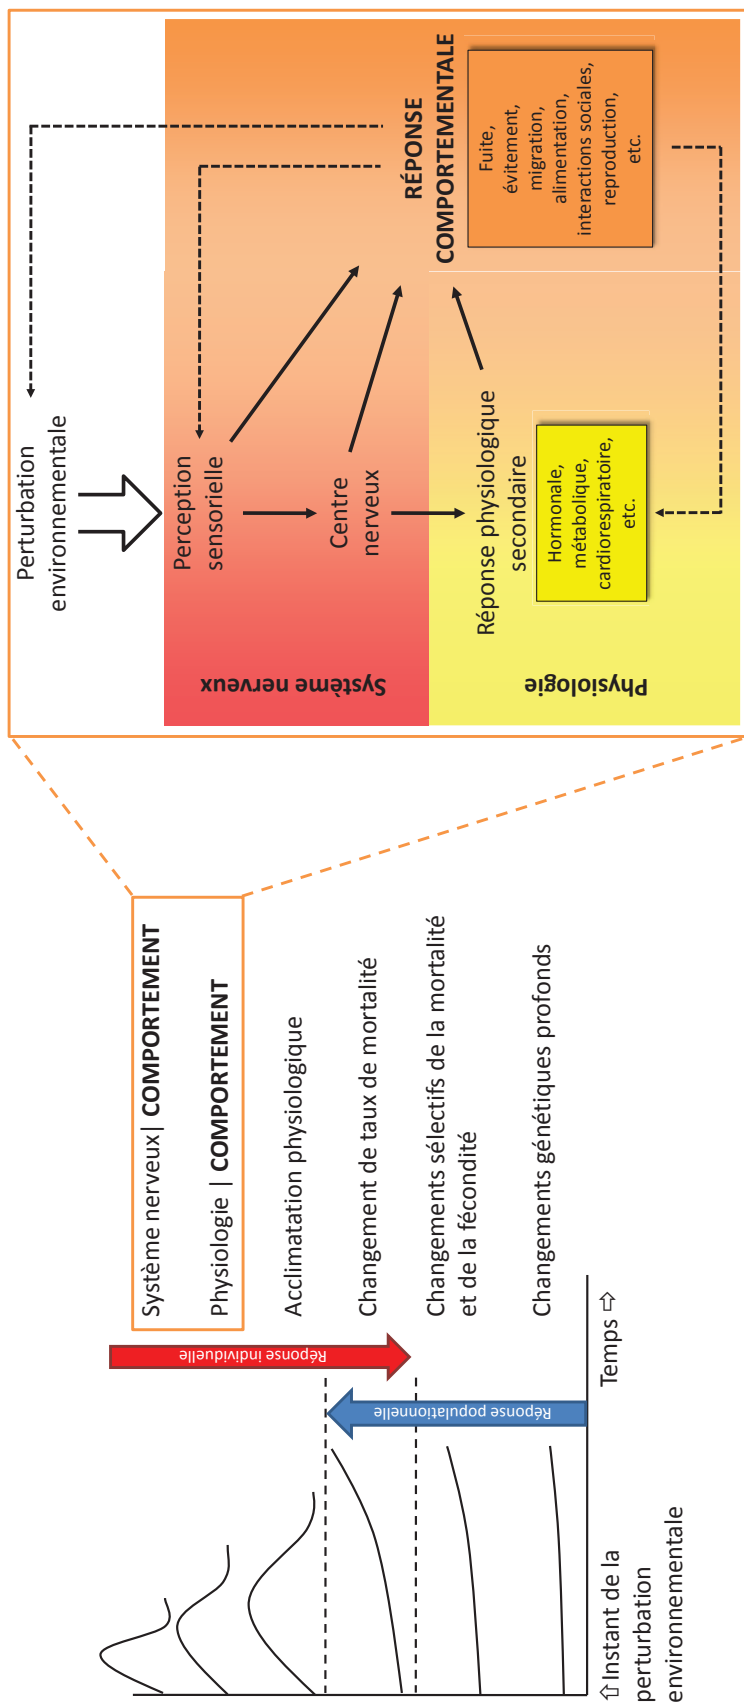 Système nerveux| COMPORTEMENT
Physiologie | COMPORTEMENT
Acclimatation physiologique
Changement de taux de mortalité
Changements sélectifs de la mortalité
et de la fécondité
Changements génétiques profonds
Réponse individuelle
Réponse populationnelle
⇧ Instant de la
perturbation
environnementale
Temps ⇨
Perturbation
environnementale
Système nerveux
Perception
sensorielle
Centre
nerveux
Physiologie
Réponse physiologique
secondaire
Hormonale,
métabolique,
cardiorespiratoire,
etc.
RÉPONSE
COMPORTEMENTALE
Fuite,
évitement,
migration,
alimentation,
interactions sociales,
reproduction,
etc.